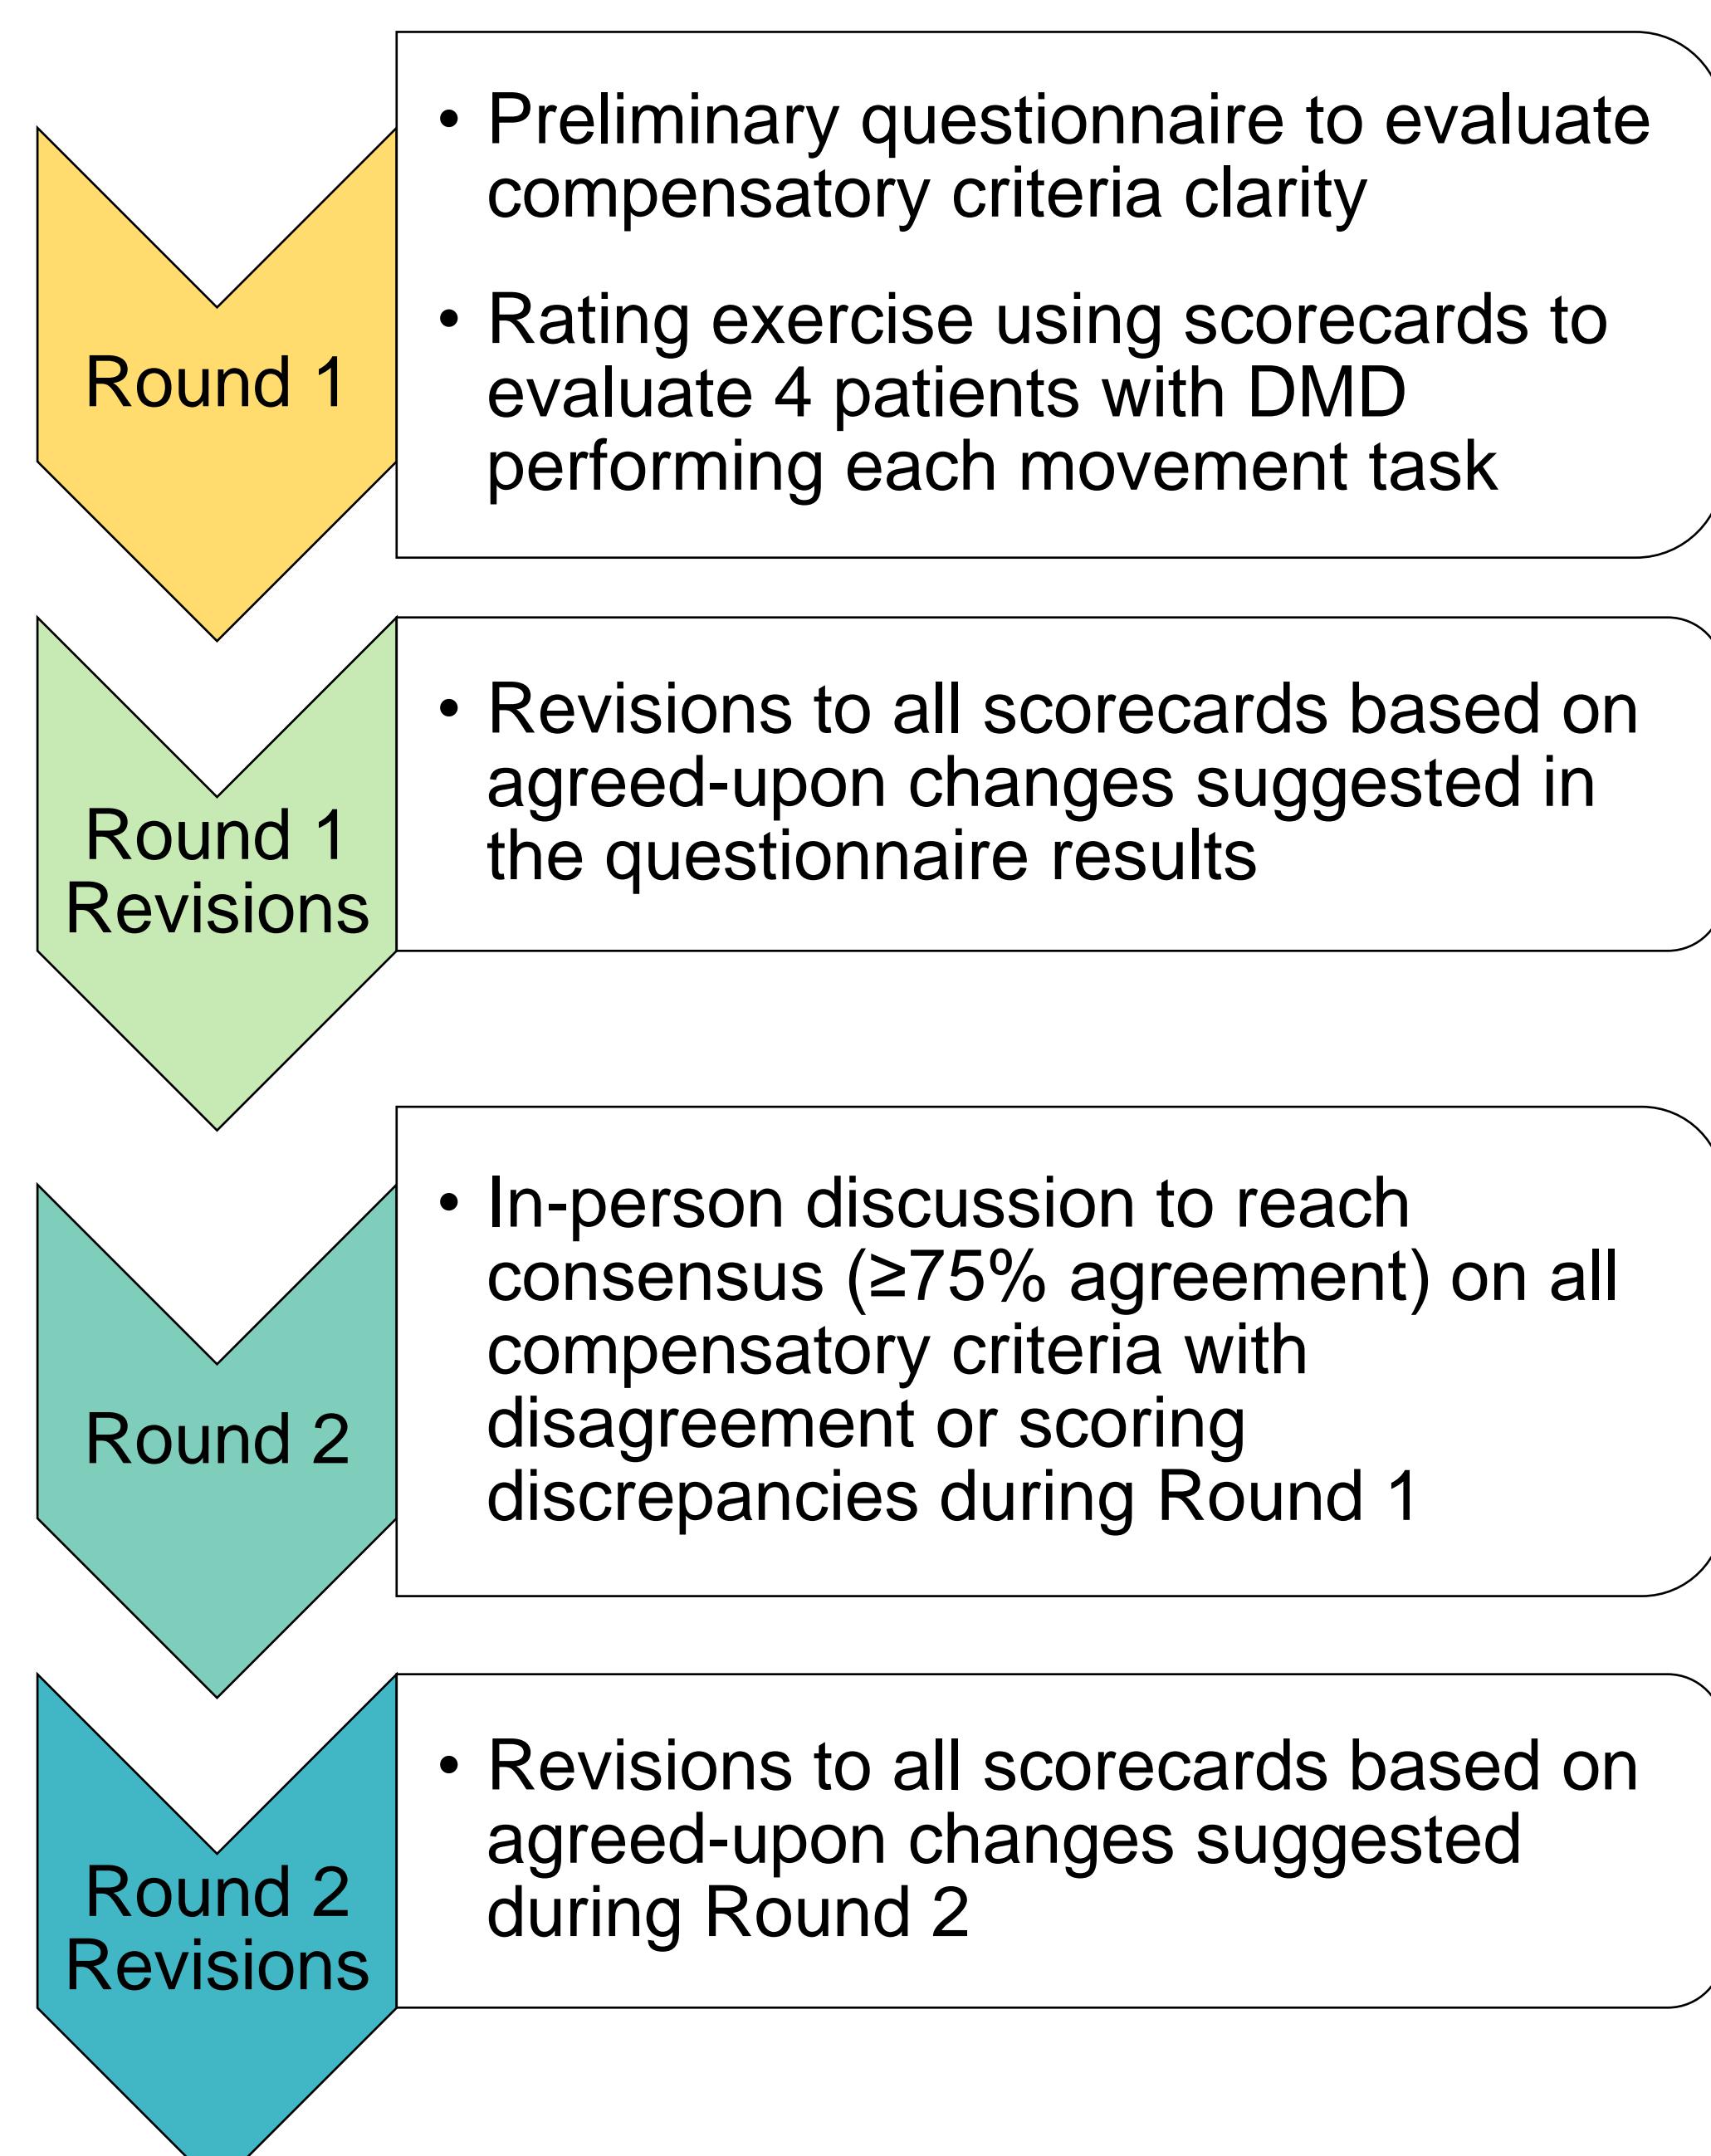 Round 1
• Preliminary questionnaire to evaluate
compensatory criteria clarity
• Rating exercise using scorecards to
evaluate 4 patients with DMD
performing each movement task
Round 1
Revisions
• Revisions to all scorecards based on
agreed-upon changes suggested in
the questionnaire results
Round 2
• In-person discussion to reach
consensus (≥75% agreement) on all
compensatory criteria with
disagreement or scoring
discrepancies during Round 1
Round 2
Revisions
• Revisions to all scorecards based on
agreed-upon changes suggested
during Round 2